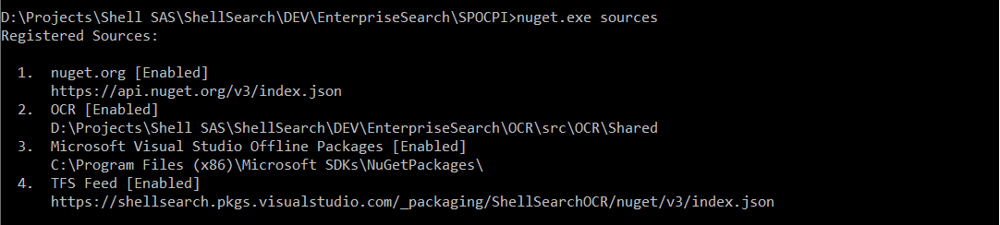 D:\Projects\Shell SAS\ShellSearch\DEV\EnterpriseSearch\SPOCPI>nuget.exe sources
Registered Sources:
1. nuget.org [Enabled]
https://api.nuget.org/v3/index.json
2. OCR [Enabled]
D:\Projects\Shell SAS\ShellSearch\DEV\EnterpriseSearch\OCR\src\OCR\Shared
3. Microsoft Visual Studio Offline Packages [Enabled]
C:\Program Files (x86)\Microsoft SDKs\NuGetPackages\
4. TFS Feed [Enabled]
https://shellsearch.pkgs.visualstudio.com/_packaging/ShellSearchOCR/nuget/v3/index.json